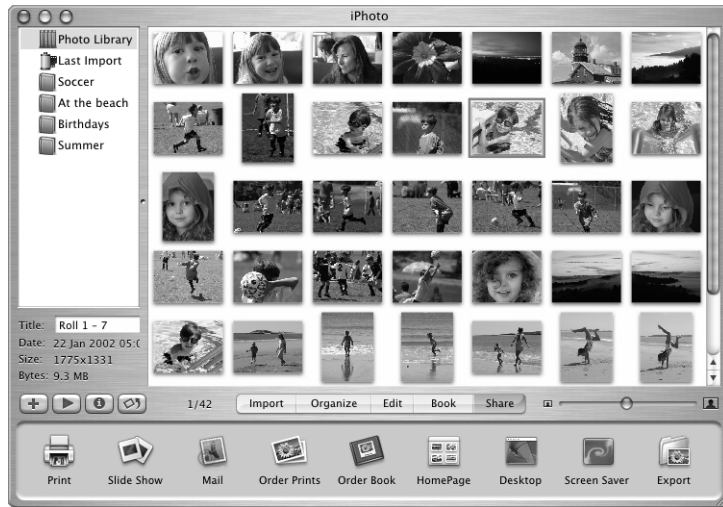 iPhoto
Photo Library
Last Import
Soccer
At the beach
Birthdays
Summer
Title: Roll 1 – 7
Date: 22 Jan 2002 05:0
Size: 1775x1331
Bytes: 9.3 MB
1/42 Import Organize Edit Book Share
Print Slide Show Mail Order Prints Order Book HomePage Desktop Screen Saver Export